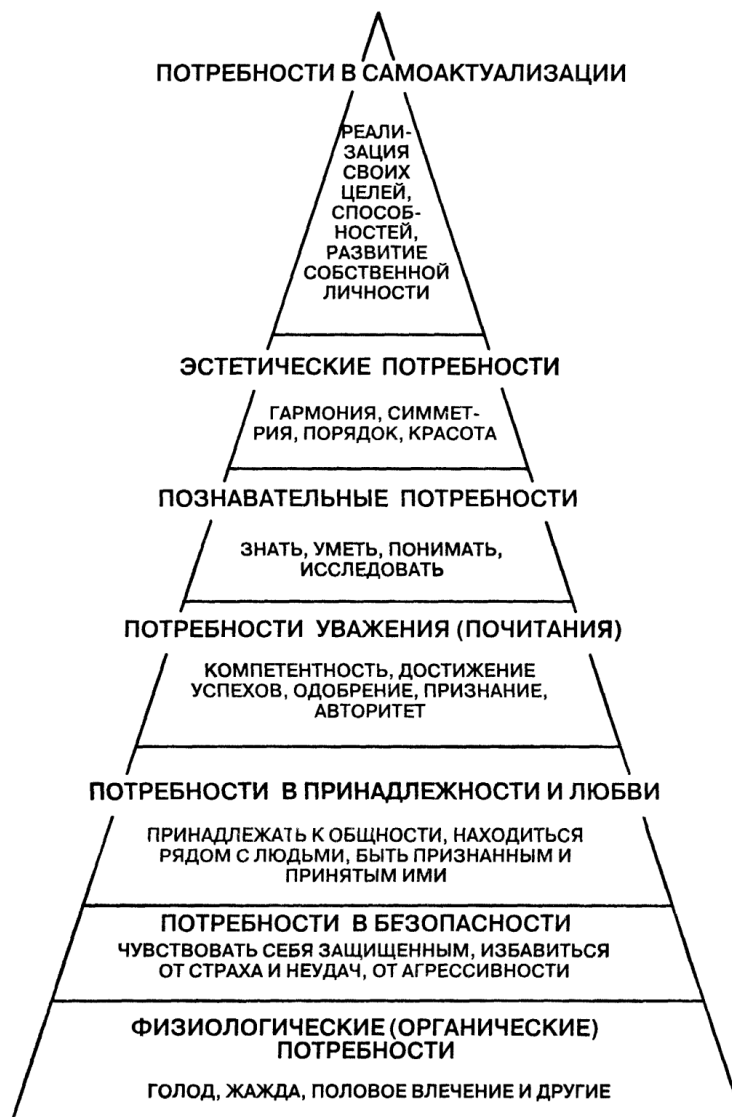 ПОТРЕБНОСТИ В САМОАКТУАЛИЗАЦИИ
РЕАЛИ-
ЗАЦИЯ
СВОИХ
ЦЕЛЕЙ,
СПОСОБ-
НОСТЕЙ,
РАЗВИТИЕ
СОБСТВЕННОЙ
ЛИЧНОСТИ
ЭСТЕТИЧЕСКИЕ ПОТРЕБНОСТИ
ГАРМОНИЯ, СИММЕТ-
РИЯ, ПОРЯДОК, КРАСОТА
ПОЗНАВАТЕЛЬНЫЕ ПОТРЕБНОСТИ
ЗНАТЬ, УМЕТЬ, ПОНИМАТЬ,
ИССЛЕДОВАТЬ
ПОТРЕБНОСТИ УВАЖЕНИЯ (ПОЧИТАНИЯ)
КОМПЕТЕНТНОСТЬ, ДОСТИЖЕНИЕ
УСПЕХОВ, ОДОБРЕНИЕ, ПРИЗНАНИЕ,
АВТОРИТЕТ
ПОТРЕБНОСТИ В ПРИНАДЛЕЖНОСТИ И ЛЮБВИ
ПРИНАДЛЕЖАТЬ К ОБЩНОСТИ, НАХОДИТЬСЯ
РЯДОМ С ЛЮДЬМИ, БЫТЬ ПРИЗНАННЫМ И
ПРИНЯТЫМ ИМИ
ПОТРЕБНОСТИ В БЕЗОПАСНОСТИ
ЧУВСТВОВАТЬ СЕБЯ ЗАЩИЩЕННЫМ, ИЗБАВИТЬСЯ
ОТ СТРАХА И НЕУДАЧ, ОТ АГРЕССИВНОСТИ
ФИЗИОЛОГИЧЕСКИЕ (ОРГАНИЧЕСКИЕ)
ПОТРЕБНОСТИ
ГОЛОД, ЖАЖДА, ПОЛОВОЕ ВЛЕЧЕНИЕ И ДРУГИЕ